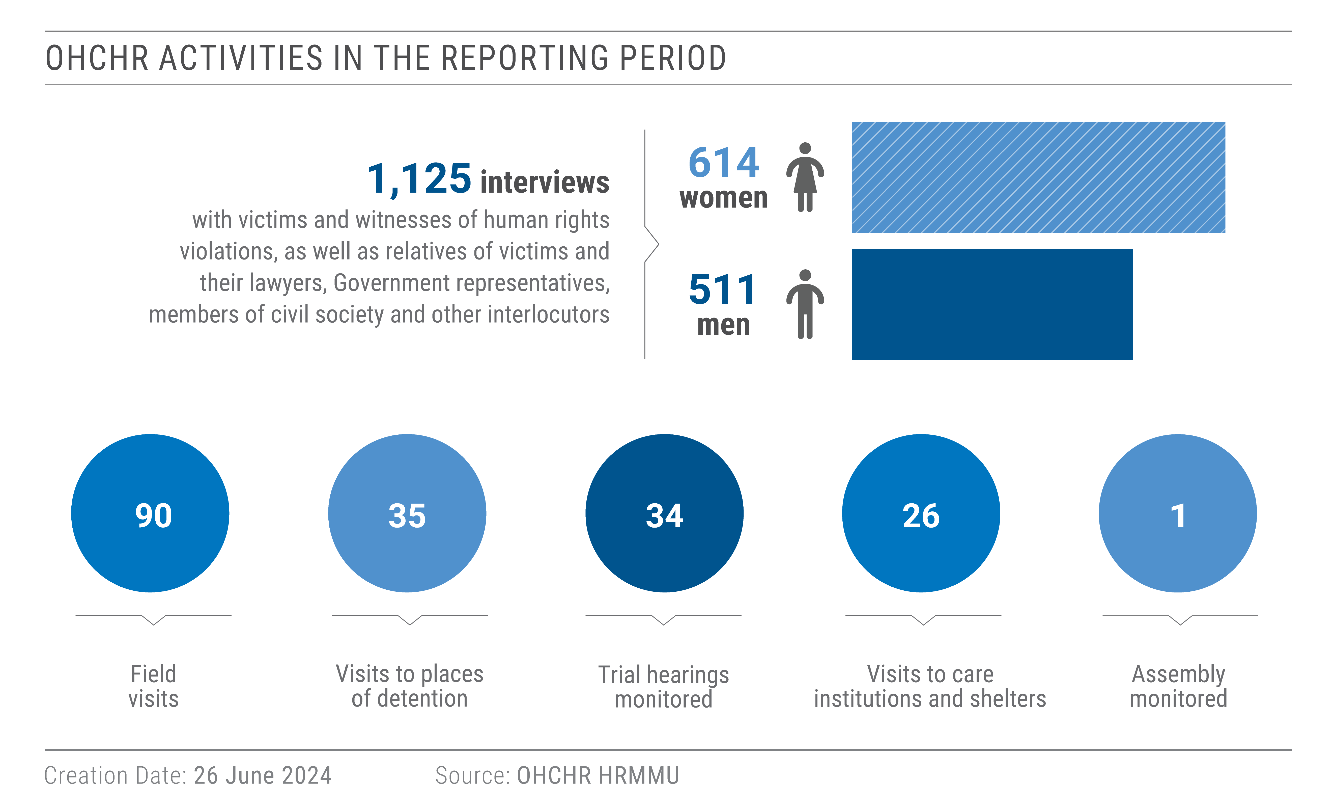 OHCHR ACTIVITIES IN THE REPORTING PERIOD
1,125 interviews
with victims and witnesses of human rights
violations, as well as relatives of victims and
their lawyers, Government representatives,
members of civil society and other interlocutors
614
women
511
men
90
Field
visits
35
Visits to places
of detention
34
Trial hearings
monitored
26
Visits to care
institutions and shelters
1
Assembly
monitored
Creation Date: 26 June 2024
Source: OHCHR HRMMU